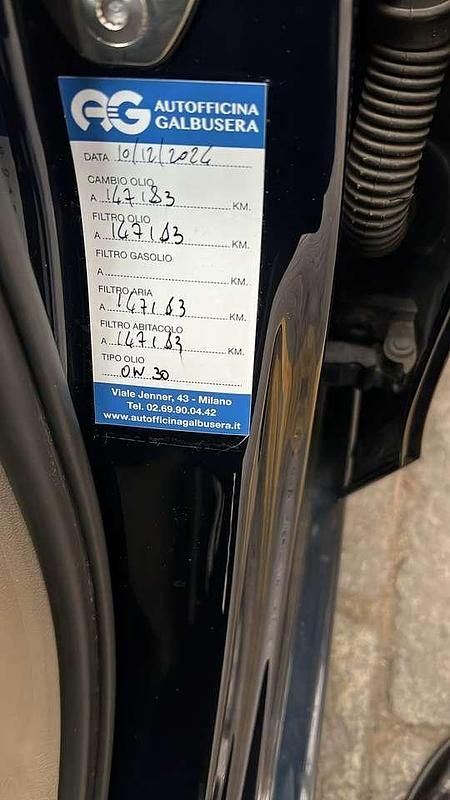 AG AUTOFFICINA
GALBUSERA
DATA 10/12/2024
CAMBIO OLIO
A 147183 KM.
FILTRO OLIO
A 147183 KM.
FILTRO GASOLIO
A KM.
FILTRO ARIA
A 147183 KM.
FILTRO ABITACOLO
A 147183 KM.
TIPO OLIO
0W30
Viale Jenner, 43 - Milano
Tel. 02.69.90.04.42
www.autofficinagalbusera.it